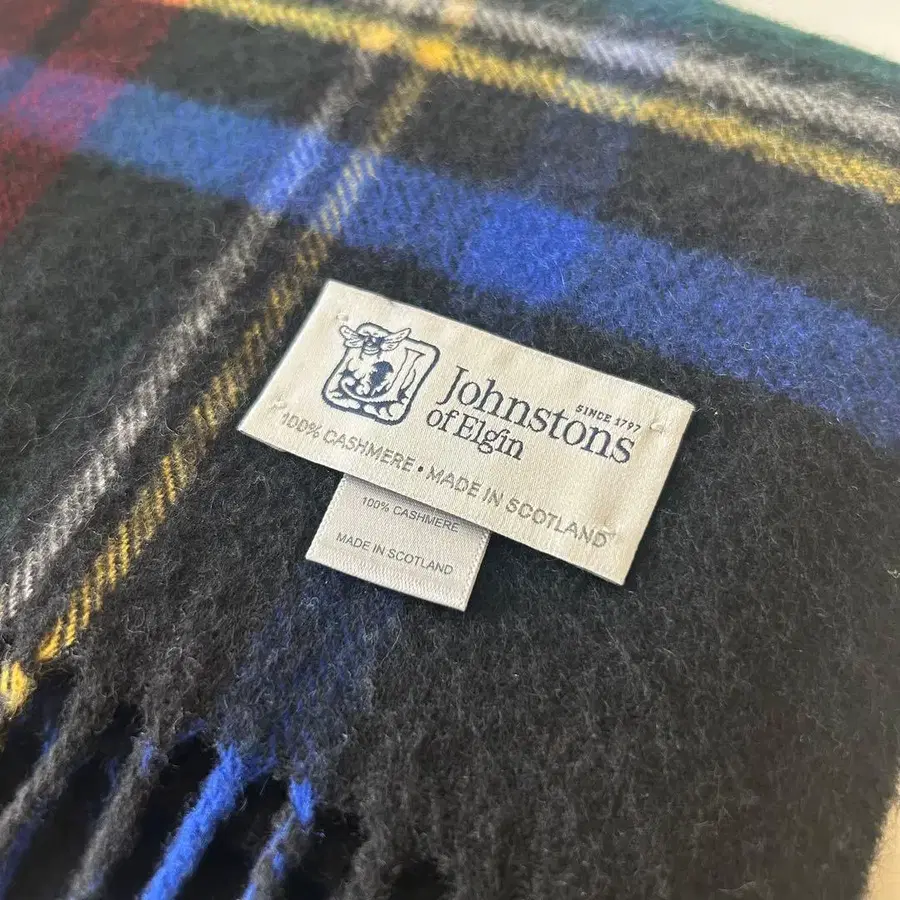 Johnstons
of Elgin
SINCE 1797
100% CASHMERE • MADE IN SCOTLAND
100% CASHMERE
MADE IN SCOTLAND